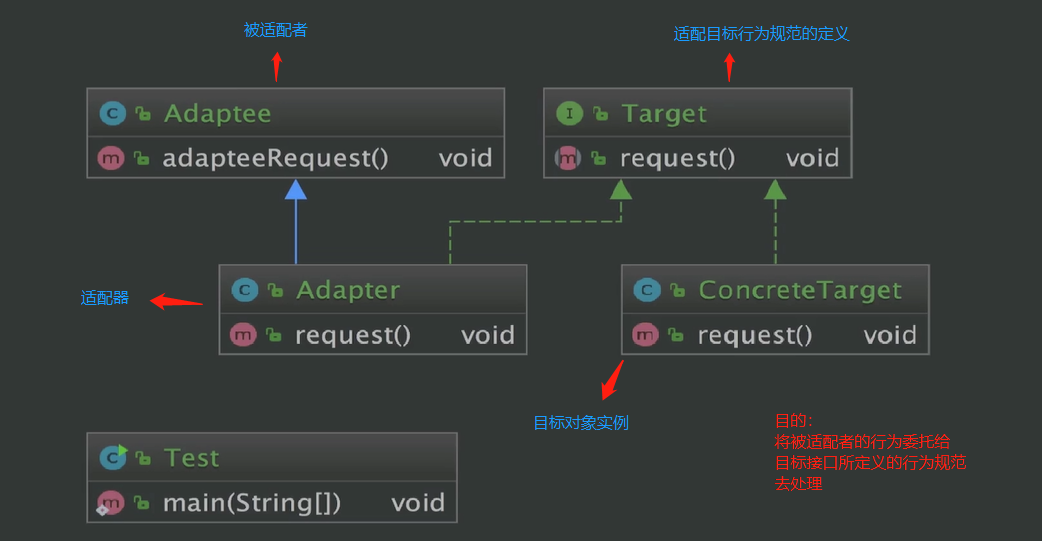 被适配者
适配目标行为规范的定义
C Adaptee
m adapteeRequest() void
I Target
m request() void
适配器
C Adapter
m request() void
C ConcreteTarget
m request() void
目标对象实例
目的：
将被适配者的行为委托给
目标接口所定义的行为规范
去处理
C Test
m main(String[]) void